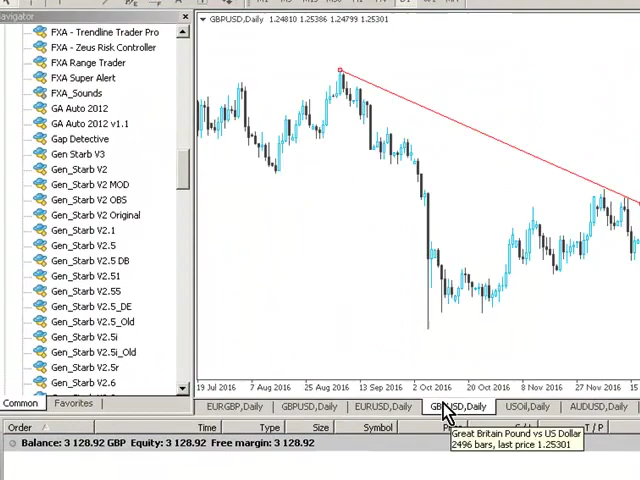 Navigator
GBPUSD,Daily 1.24810 1.25386 1.24799 1.25301
FXA - Trendline Trader Pro
FXA - Zeus Risk Controller
FXA Range Trader
FXA Super Alert
FXA_Sounds
GA Auto 2012
GA Auto 2012 v1.1
Gap Detective
Gen Starb V3
Gen_Starb V2
Gen_Starb V2 MOD
Gen_Starb V2 OBS
Gen_Starb V2 Original
Gen_Starb V2.1
Gen_Starb V2.5
Gen_Starb V2.5 DB
Gen_Starb V2.51
Gen_Starb V2.55
Gen_Starb V2.5_DE
Gen_Starb V2.5_Old
Gen_Starb V2.5i
Gen_Starb V2.5i_Old
Gen_Starb V2.5r
Gen_Starb V2.6
19 Jul 2016 7 Aug 2016 25 Aug 2016 13 Sep 2016 2 Oct 2016 20 Oct 2016 8 Nov 2016 27 Nov 2016 15
Common Favorites
EURGBP,Daily GBPUSD,Daily EURUSD,Daily GBPUSD,Daily USOil,Daily AUDUSD,Daily
Order Time Type Size Symbol T / P
Great Britain Pound vs US Dollar
2496 bars, last price 1.25301
Balance: 3 128.92 GBP Equity: 3 128.92 Free margin: 3 128.92